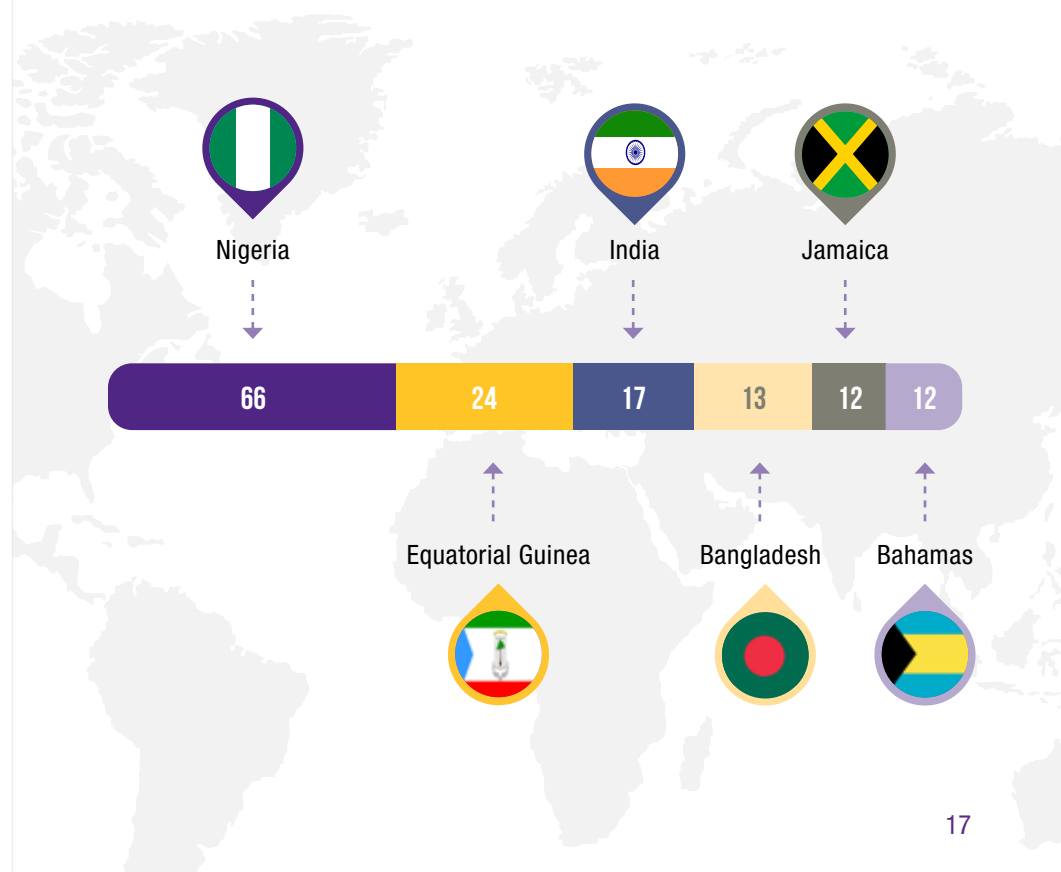 Nigeria
India
Jamaica
66
24
17
13
12
12
Equatorial Guinea
Bangladesh
Bahamas
17